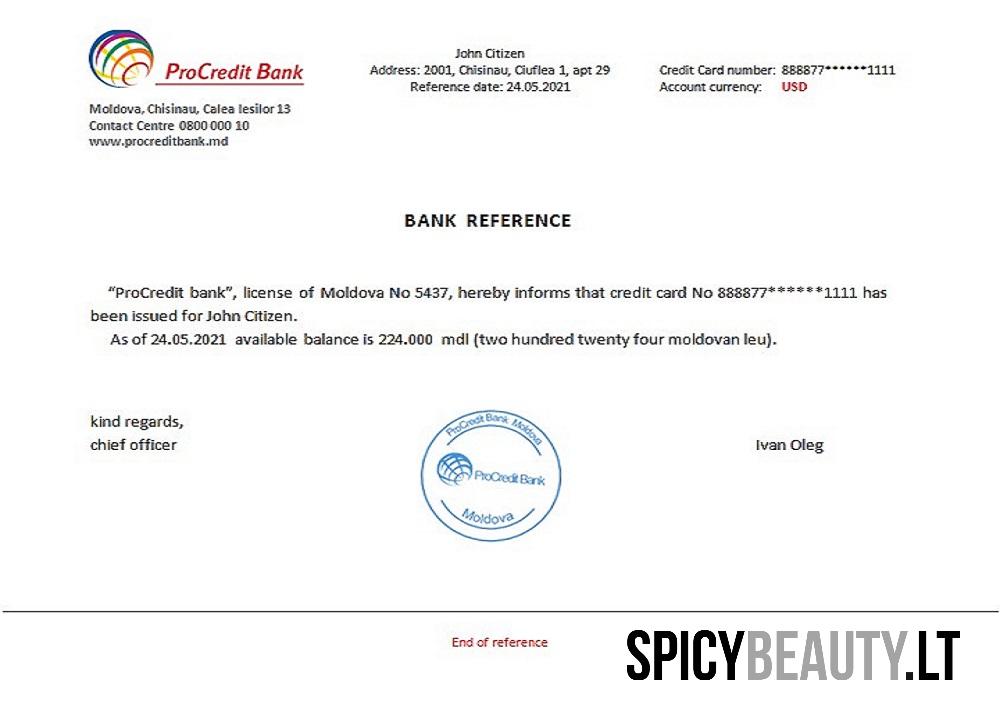 ProCredit Bank
Moldova, Chisinau, Calea Iesilor 13
Contact Centre 0800 000 10
www.procreditbank.md
John Citizen
Address: 2001, Chisinau, Ciuflea 1, apt 29
Reference date: 24.05.2021
Credit Card number: 888877******1111
Account currency: USD
BANK REFERENCE
“ProCredit bank”, license of Moldova No 5437, hereby informs that credit card No 888877******1111 has
been issued for John Citizen.
As of 24.05.2021 available balance is 224.000 mdl (two hundred twenty four moldovan leu).
kind regards,
chief officer
ProCredit Bank Moldova
ProCredit Bank
Moldova
Ivan Oleg
End of reference
SPICYBEAUTY.LT